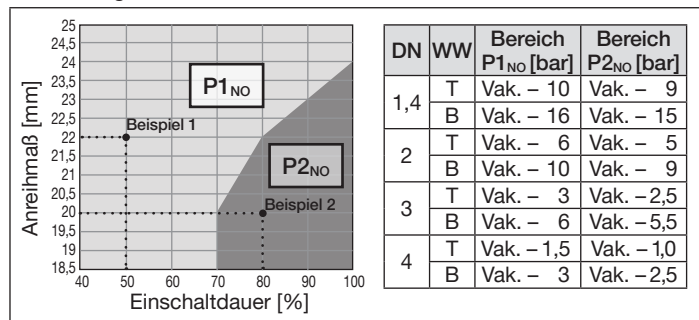 Anreihmaß [mm]
25
24,5
24
23,5
23
22,5
22
21,5
21
20,5
20
19,5
19
18,5
P1NO
Beispiel 1
P2NO
Beispiel 2
40 50 60 70 80 90 100
Einschaltdauer [%]
DN WW Bereich P1NO [bar] Bereich P2NO [bar]
1,4 T Vak. – 10 Vak. – 9
B Vak. – 16 Vak. – 15
2 T Vak. – 6 Vak. – 5
B Vak. – 10 Vak. – 9
3 T Vak. – 3 Vak. – 2,5
B Vak. – 6 Vak. – 5,5
4 T Vak. – 1,5 Vak. – 1,0
B Vak. – 3 Vak. – 2,5